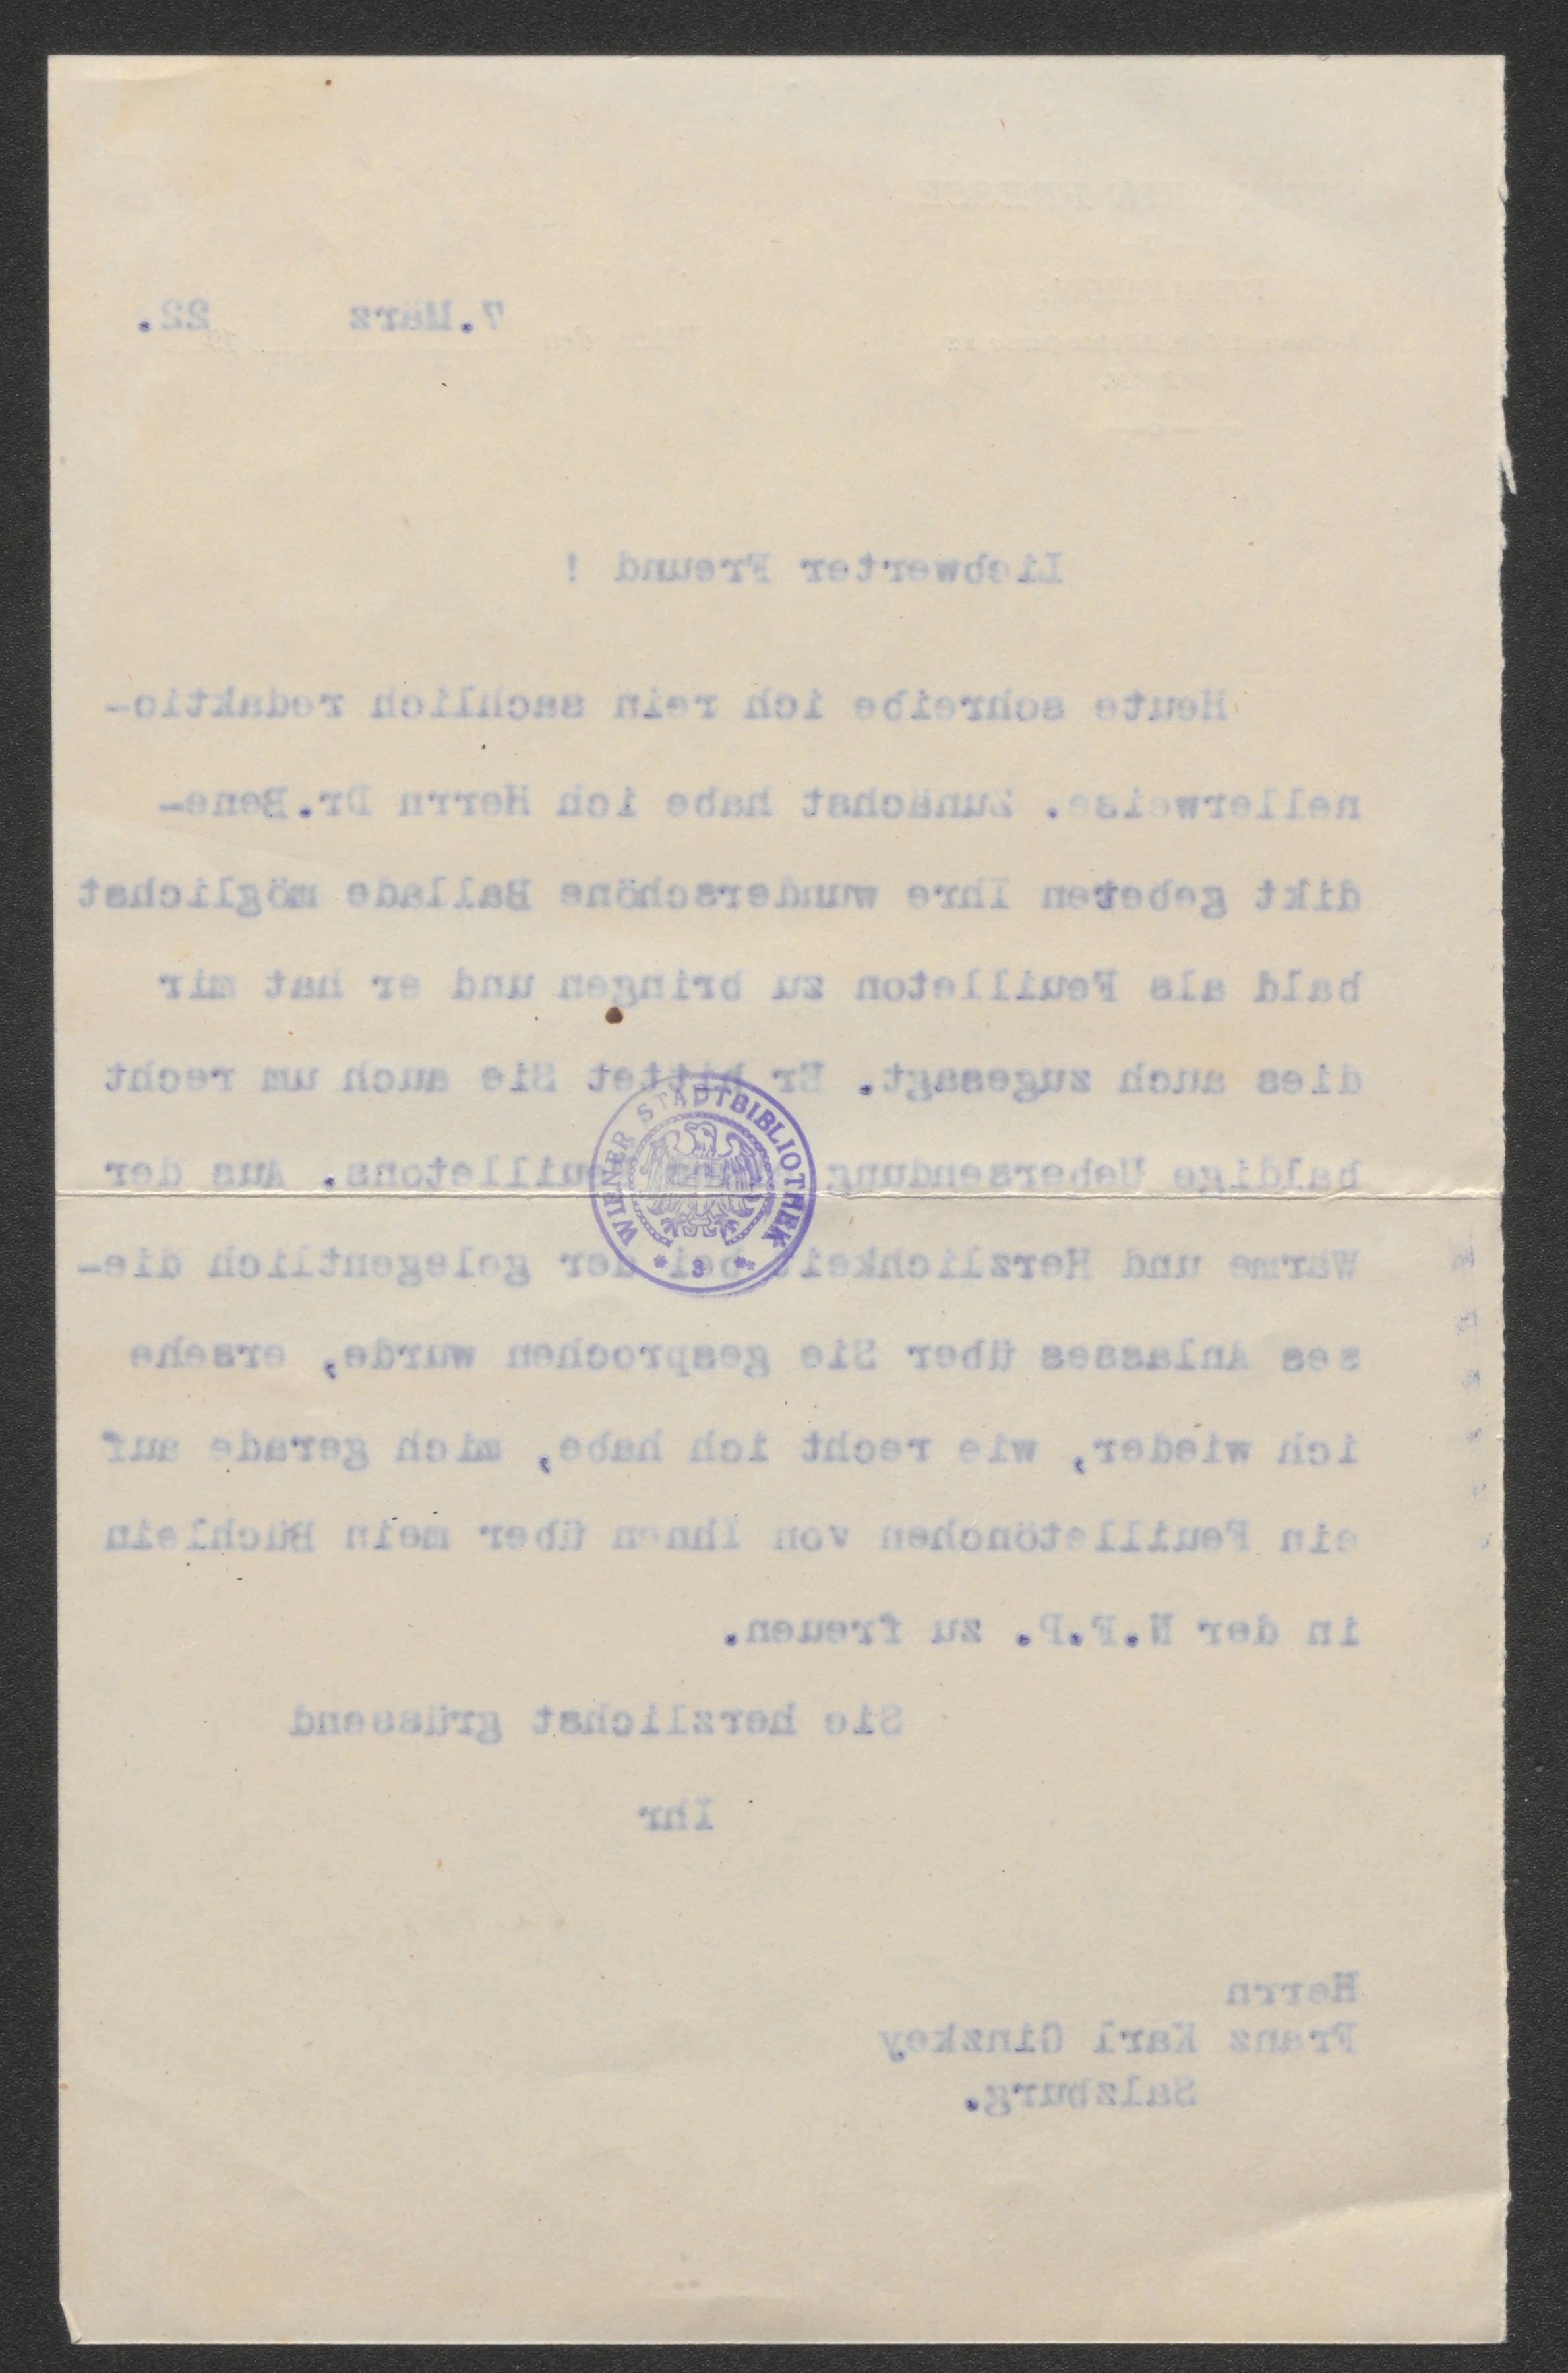 7.März 22.
Liebwerter Freund !
Heute schreibe ich rein sachlich redaktio-
nellerweise. Zunächst habe ich Herrn Dr.Bene-
dikt gebeten Ihre wunderschöne Ballade möglichst
bald als Feuilleton zu bringen und er hat mir
dies auch zugesagt. Er bittet Sie auch um recht
baldige Uebersendung Feuilletons. Aus der
Wärme und Herzlichkeit bei der gelegentlich die-
ses Anlasses über Sie gesprochen wurde, ersehe
ich wieder, wie recht ich habe, mich gerade auf
ein Feuilletönchen von Ihnen über mein Büchlein
in der N.F.P. zu freuen.
Sie herzlichst grüssend
Ihr
Herrn
Franz Karl Ginzkey
Salzburg.
WIENER STADTBIBLIOTHEK
* 3 *